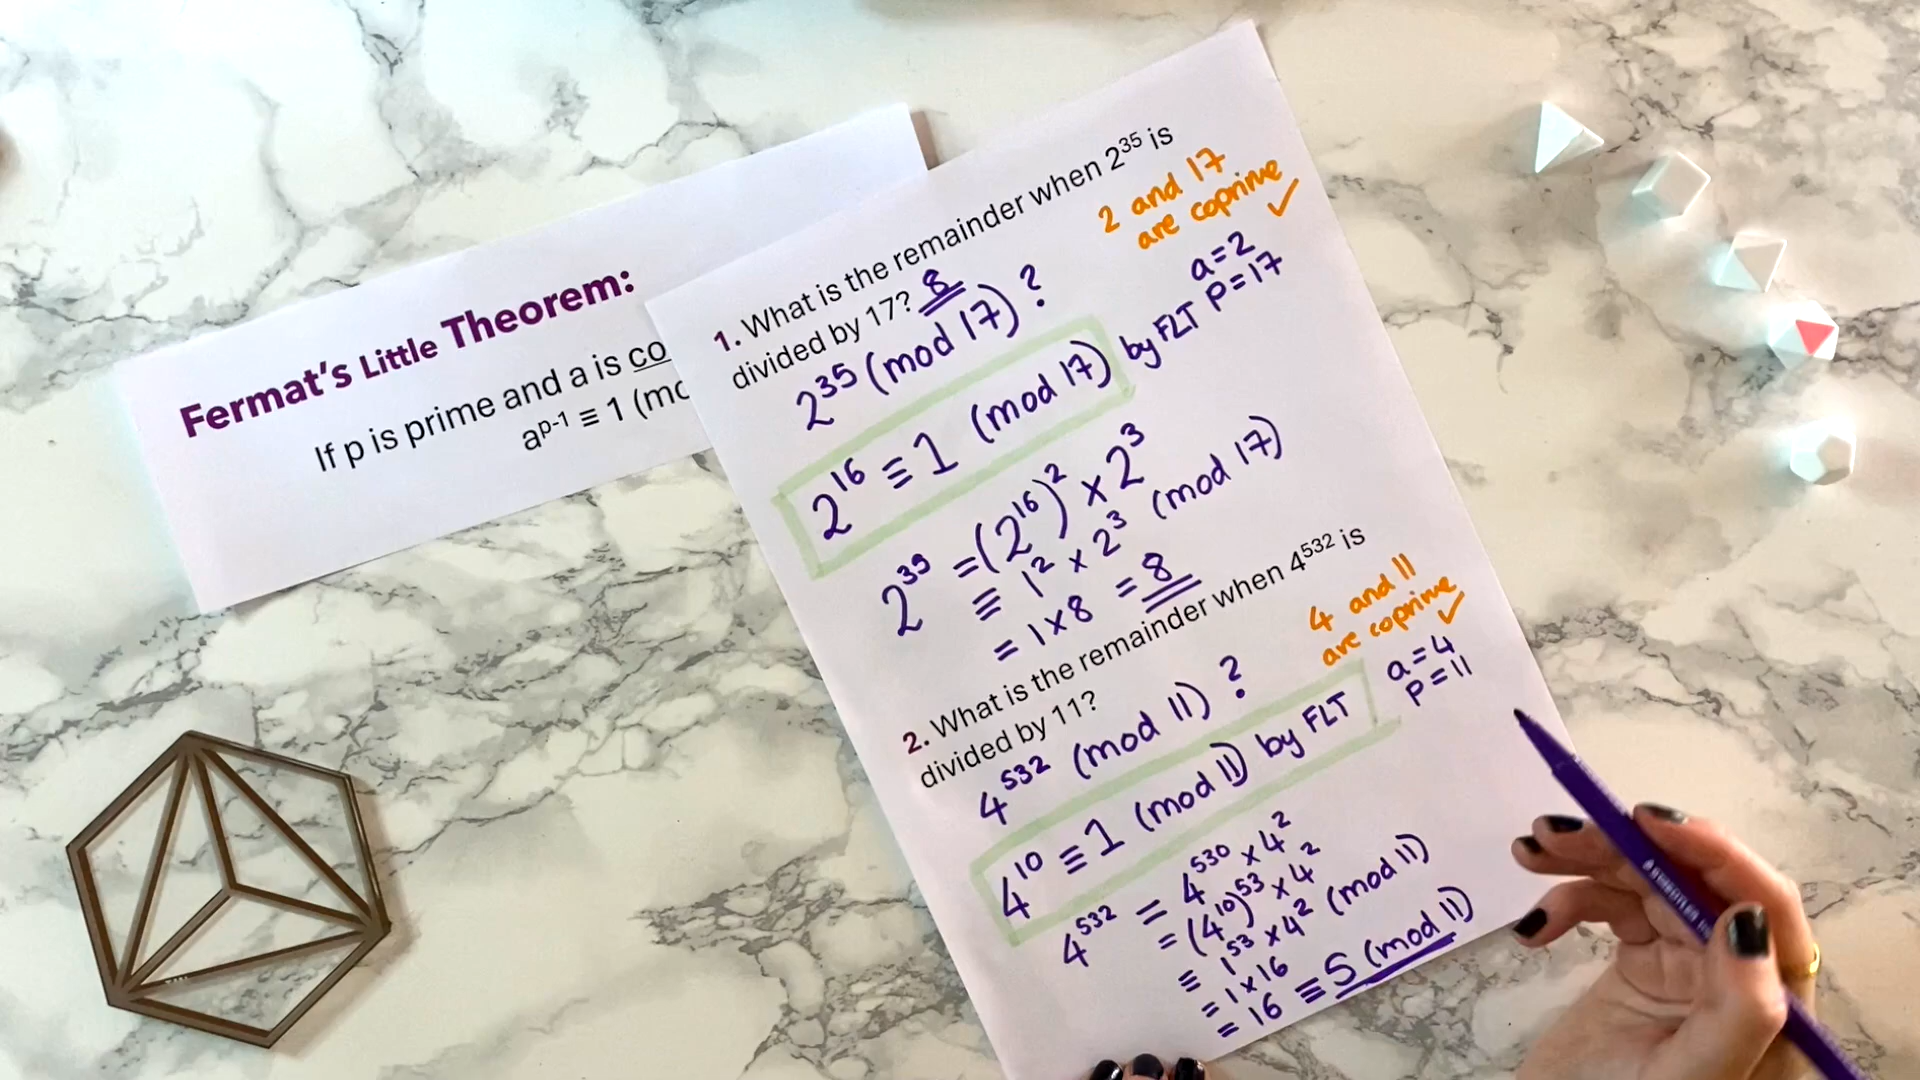 Fermat's Little Theorem:
If p is prime and a is co
a^{p-1} ≡ 1 (mo
1. What is the remainder when 2^{35} is
divided by 17? 8
2 and 17
are coprime ✓
a=2
p=17
2^{35} (mod 17)?
2^{16} ≡ 1 (mod 17) by FLT
2^{35} =(2^{16})^2 × 2^3
≡ 1^2 × 2^3 (mod 17)
= 1×8 = 8
2. What is the remainder when 4^{532} is
divided by 11?
4 and 11
are coprime ✓
a=4
p=11
4^{532} (mod 11)?
4^{10} ≡ 1 (mod 11) by FLT
4^{532} = 4^{530} × 4^2
= (4^{10})^{53} × 4^2
≡ 1^{53} × 4^2 (mod 11)
= 1×16
= 16 ≡ 5 (mod 11)